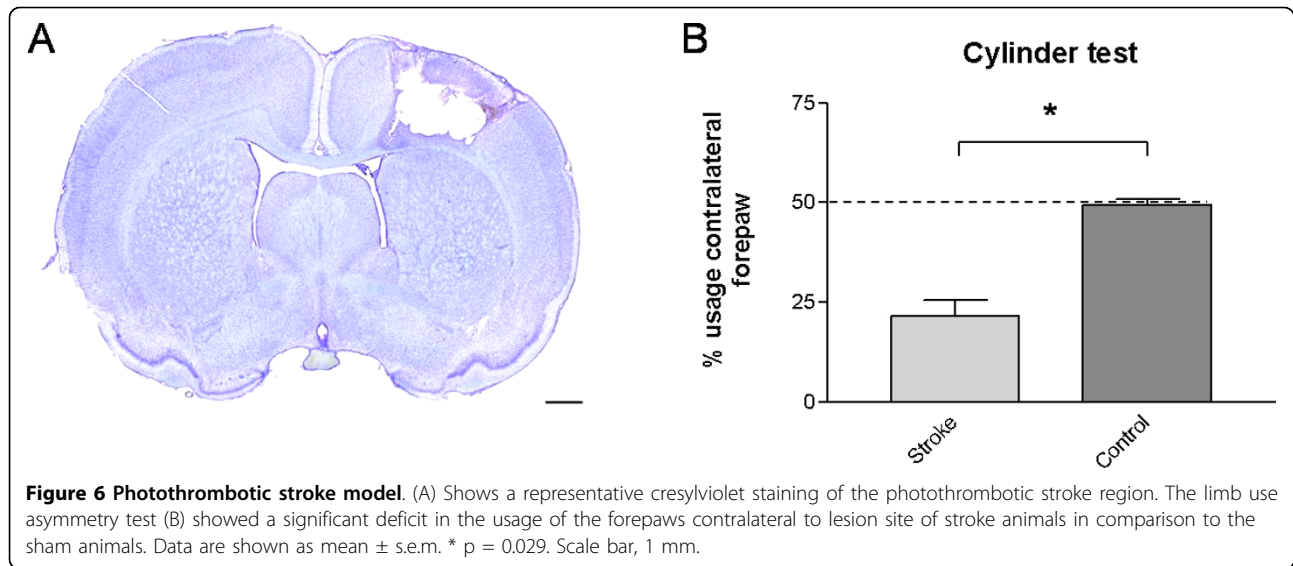 A
B
Cylinder test
75
*
50
25
0
% usage contralateral
forepaw
Stroke
Control
Figure 6 Photothrombotic stroke model. (A) Shows a representative cresylviolet staining of the photothrombotic stroke region. The limb use
asymmetry test (B) showed a significant deficit in the usage of the forepaws contralateral to lesion site of stroke animals in comparison to the
sham animals. Data are shown as mean ± s.e.m. * p = 0.029. Scale bar, 1 mm.